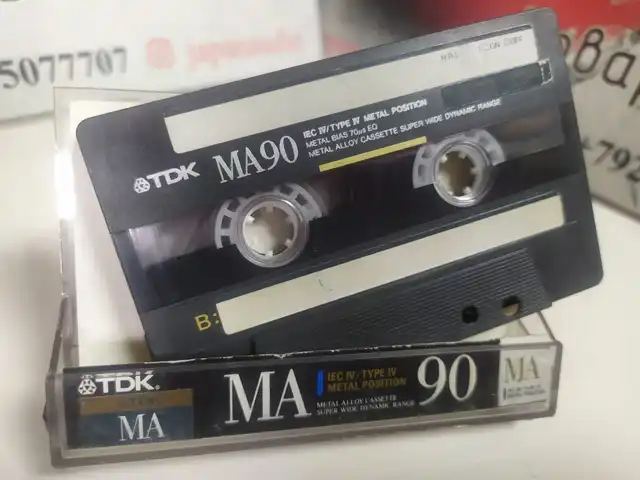 5077707
+792
TDK
MA90
IEC IV/TYPE IV METAL POSITION
METAL BIAS 70µs EQ
METAL ALLOY CASSETTE SUPER WIDE DYNAMIC RANGE
B:
TDK
MA
MA
IEC IV/TYPE IV
METAL POSITION
METAL ALLOY CASSETTE
SUPER WIDE DYNAMIC RANGE
90
MA